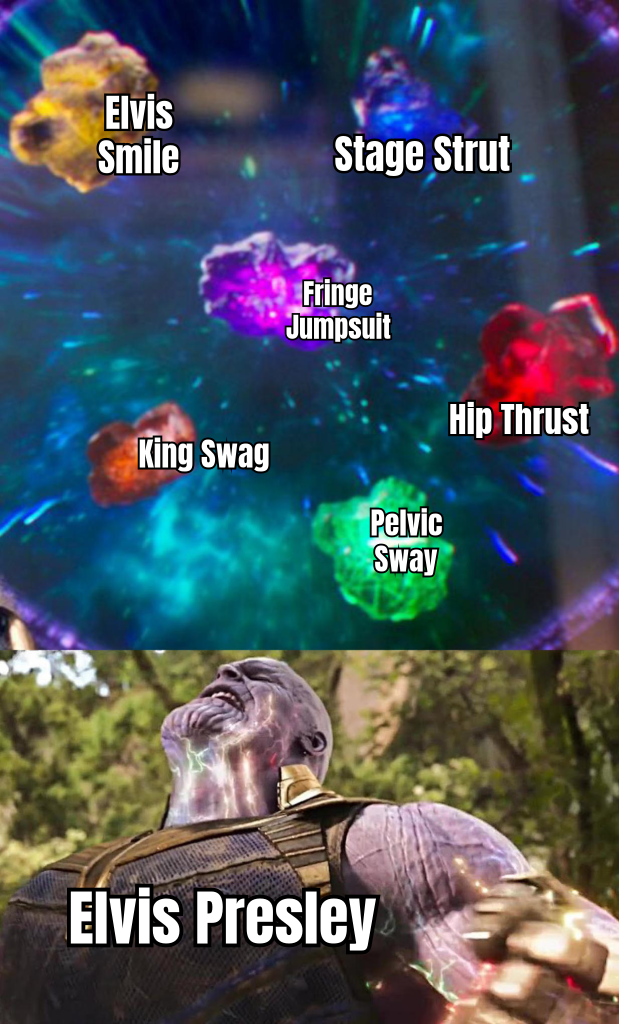 Elvis
Smile
Stage Strut
Fringe
Jumpsuit
Hip Thrust
King Swag
Pelvic
Sway
Elvis Presley